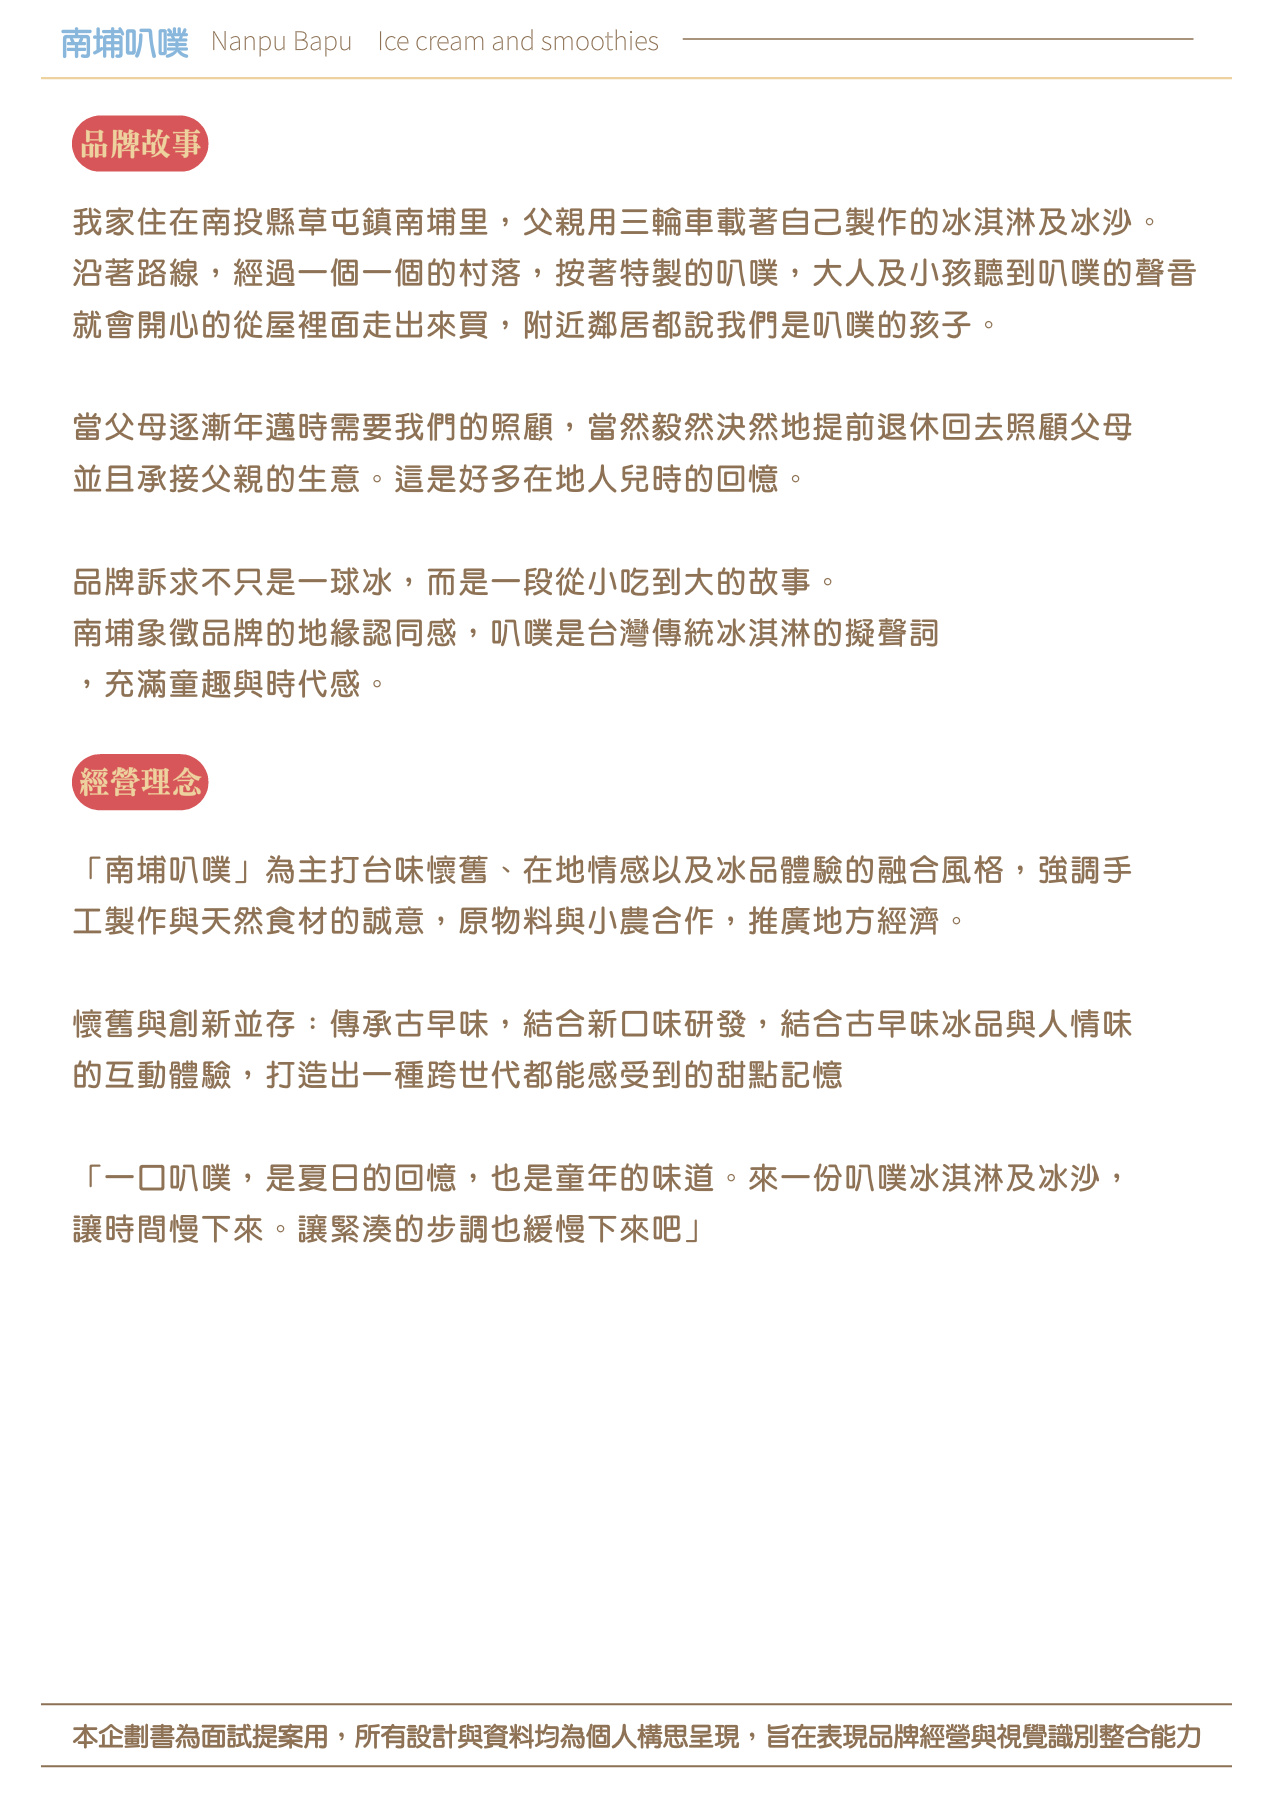 南埔叭噗 Nanpu Bapu Ice cream and smoothies
品牌故事
我家住在南投縣草屯鎮南埔里，父親用三輪車載著自己製作的冰淇淋及冰沙。
沿著路線，經過一個一個的村落，按著特製的叭噗，大人及小孩聽到叭噗的聲音
就會開心的從屋裡面走出來買，附近鄰居都說我們是叭噗的孩子。
當父母逐漸年邁時需要我們的照顧，當然毅然決然地提前退休回去照顧父母
並且承接父親的生意。這是好多在地人兒時的回憶。
品牌訴求不只是一球冰，而是一段從小吃到大的故事。
南埔象徵品牌的地緣認同感，叭噗是台灣傳統冰淇淋的擬聲詞
，充滿童趣與時代感。
經營理念
「南埔叭噗」為主打台味懷舊、在地情感以及冰品體驗的融合風格，強調手
工製作與天然食材的誠意，原物料與小農合作，推廣地方經濟。
懷舊與創新並存：傳承古早味，結合新口味研發，結合古早味冰品與人情味
的互動體驗，打造出一種跨世代都能感受到的甜點記憶
「一口叭噗，是夏日的回憶，也是童年的味道。來一份叭噗冰淇淋及冰沙，
讓時間慢下來。讓緊湊的步調也緩慢下來吧」
本企劃書為面試提案用，所有設計與資料均為個人構思呈現，旨在表現品牌經營與視覺識別整合能力